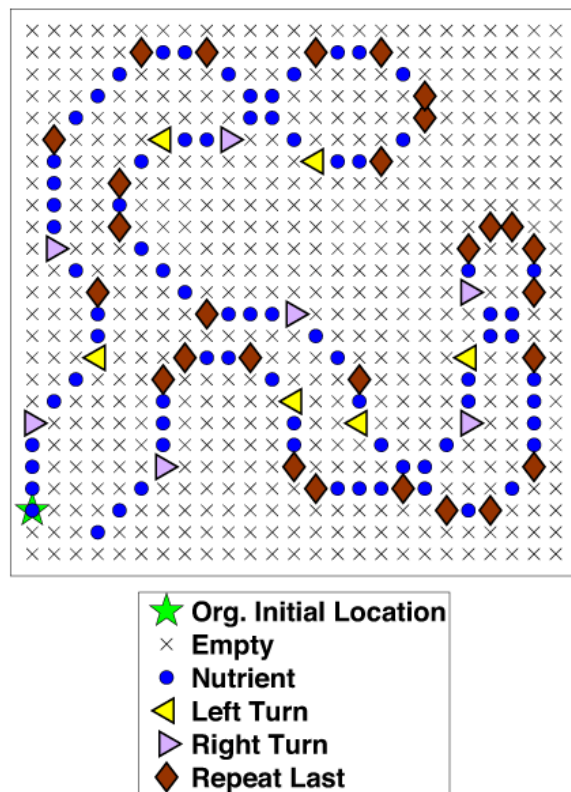 Org. Initial Location
Empty
Nutrient
Left Turn
Right Turn
Repeat Last